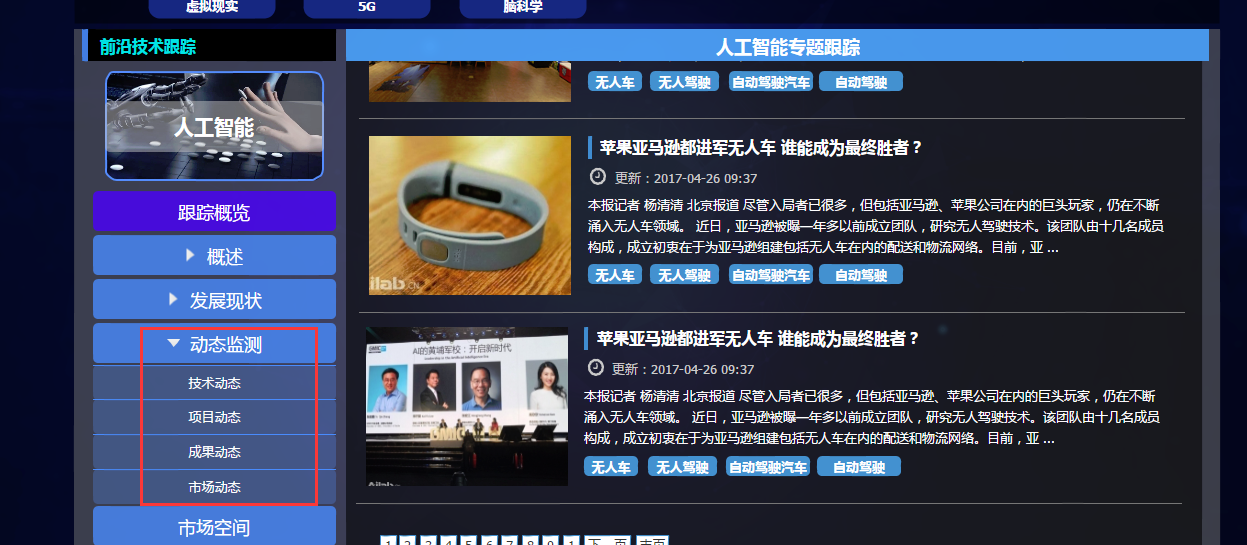 虚拟现实
5G
脑科学
前沿技术跟踪
人工智能
跟踪概览
概述
发展现状
动态监测
技术动态
项目动态
成果动态
市场动态
市场空间
人工智能专题跟踪
无人车 无人驾驶 自动驾驶汽车 自动驾驶
苹果亚马逊都进军无人车 谁能成为最终胜者？
更新：2017-04-26 09:37
本报记者 杨清清 北京报道 尽管入局者已很多，但包括亚马逊、苹果公司在内的巨头玩家，仍在不断
涌入无人车领域。 近日，亚马逊被曝一年多以前成立团队，研究无人驾驶技术。该团队由十几名成员
构成，成立初衷在于为亚马逊组建包括无人车在内的配送和物流网络。目前，亚 ...
无人车 无人驾驶 自动驾驶汽车 自动驾驶
ilab.CN
苹果亚马逊都进军无人车 谁能成为最终胜者？
更新：2017-04-26 09:37
本报记者 杨清清 北京报道 尽管入局者已很多，但包括亚马逊、苹果公司在内的巨头玩家，仍在不断
涌入无人车领域。 近日，亚马逊被曝一年多以前成立团队，研究无人驾驶技术。该团队由十几名成员
构成，成立初衷在于为亚马逊组建包括无人车在内的配送和物流网络。目前，亚 ...
无人车 无人驾驶 自动驾驶汽车 自动驾驶
AI的黄埔军校：开启新时代
1 2 3 4 5 6 7 8 9 1 下一页 末页